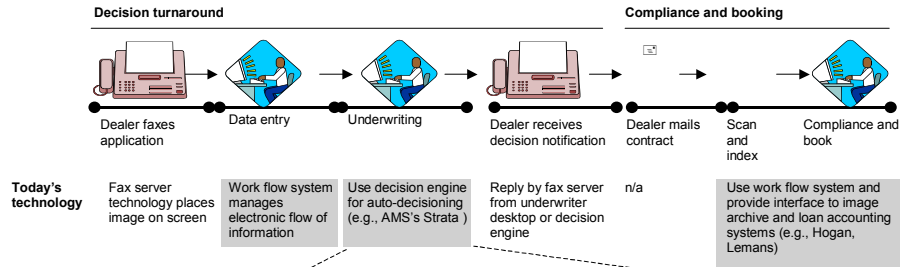 Decision turnaround
Compliance and booking
Dealer faxes
application
Data entry
Underwriting
Dealer receives
decision notification
Dealer mails
contract
Scan
and
index
Compliance and
book
Today's
technology
Fax server
technology places
image on screen
Work flow system
manages
electronic flow of
information
Use decision engine
for auto-decisioning
(e.g., AMS's Strata )
Reply by fax server
from underwriter
desktop or decision
engine
n/a
Use work flow system and
provide interface to image
archive and loan accounting
systems (e.g., Hogan,
Lemans)